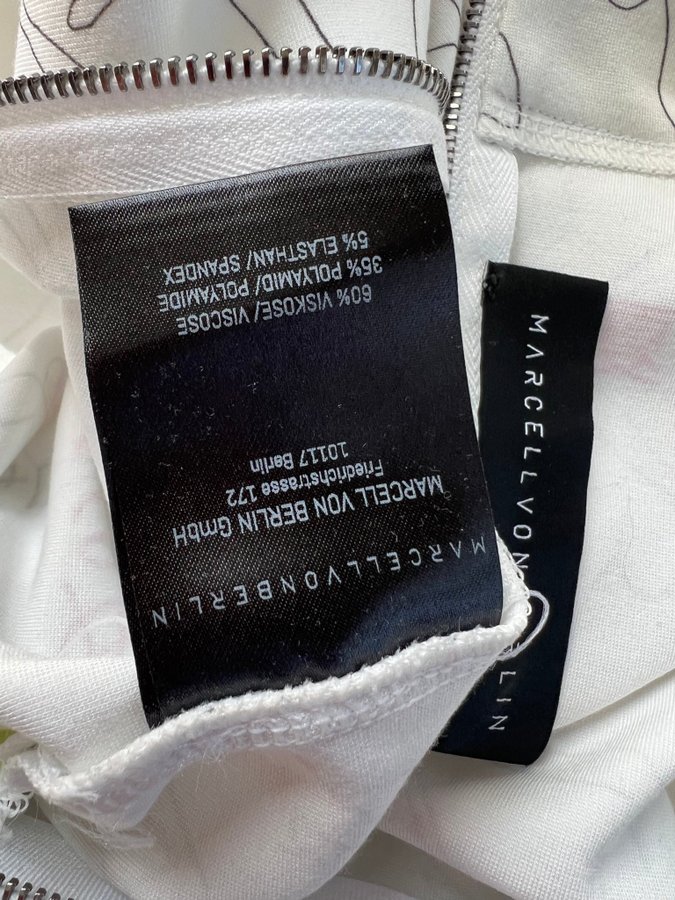 MARCELLVONBERLIN
MARCELL VON BERLIN GmbH
Friedrichstrasse 172
10117 Berlin
60% VISKOSE/ VISCOSE
35% POLYAMID/ POLYAMIDE
5% ELASTHAN/ SPANDEX
MARCELLVON
LIN